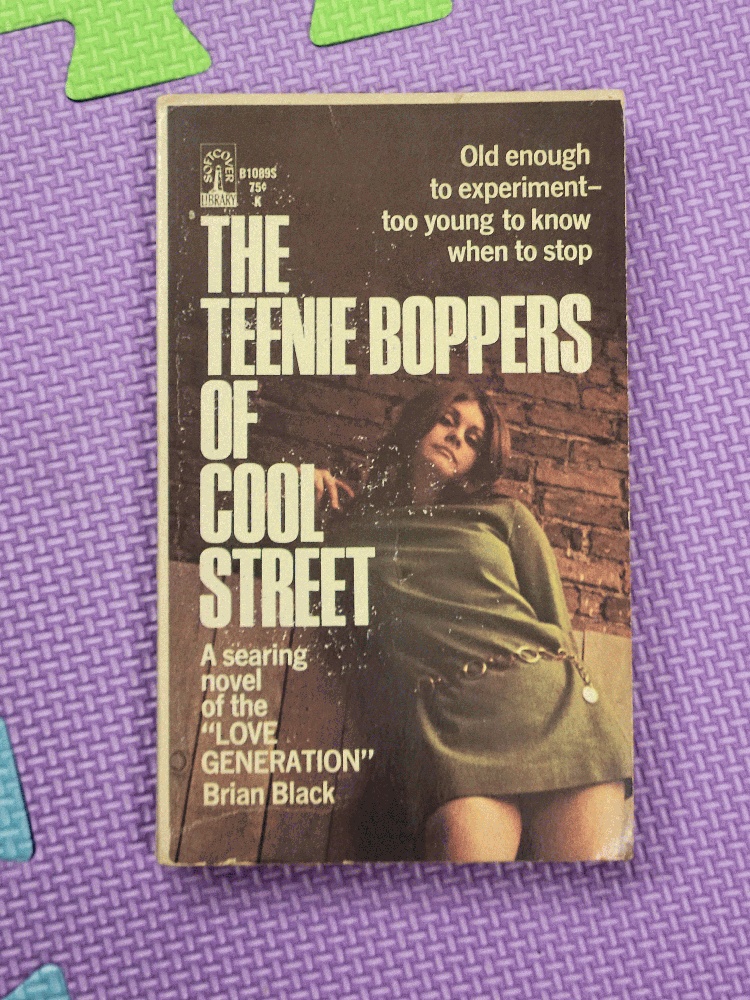 SOFTCOVER
LIBRARY
B1089S
75¢
K
Old enough
to experiment–
too young to know
when to stop
THE
TEENIE BOPPERS
OF
COOL
STREET
A searing
novel
of the
“LOVE
GENERATION”
Brian Black